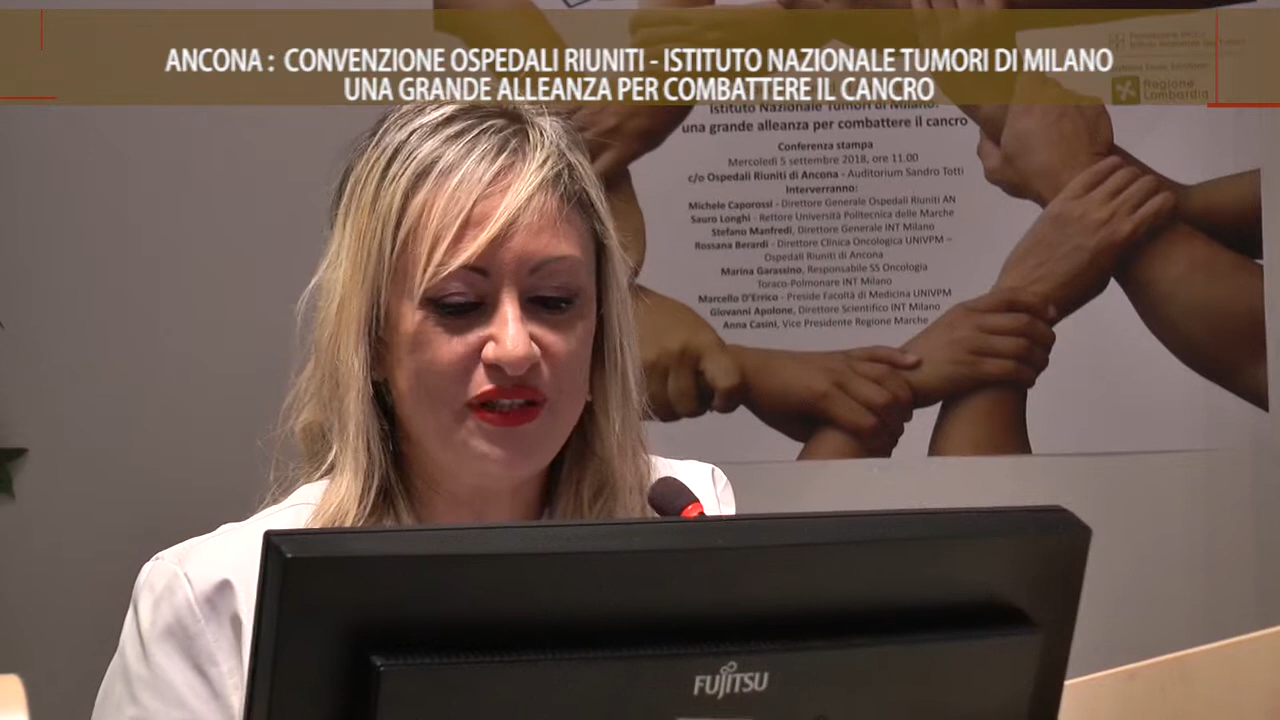 ANCONA : CONVENZIONE OSPEDALI RIUNITI - ISTITUTO NAZIONALE TUMORI DI MILANO
UNA GRANDE ALLEANZA PER COMBATTERE IL CANCRO
Regione
Lombardia
Istituto Nazionale Tumori di Milano:
una grande alleanza per combattere il cancro
Conferenza stampa
Mercoledì 5 settembre 2018, ore 11.00
c/o Ospedali Riuniti di Ancona - Auditorium Sandro Totti
Interverranno:
Michele Caporossi - Direttore Generale Ospedali Riuniti AN
Sauro Longhi - Rettore Università Politecnica delle Marche
Stefano Manfredi, Direttore Generale INT Milano
Rossana Berardi - Direttore Clinica Oncologica UNIVPM –
Ospedali Riuniti di Ancona
Marina Garassino, Responsabile SS Oncologia
Toraco-Polmonare INT Milano
Marcello D'Errico - Preside Facoltà di Medicina UNIVPM
Giovanni Apolone, Direttore Scientifico INT Milano
Anna Casini, Vice Presidente Regione Marche
FUJITSU